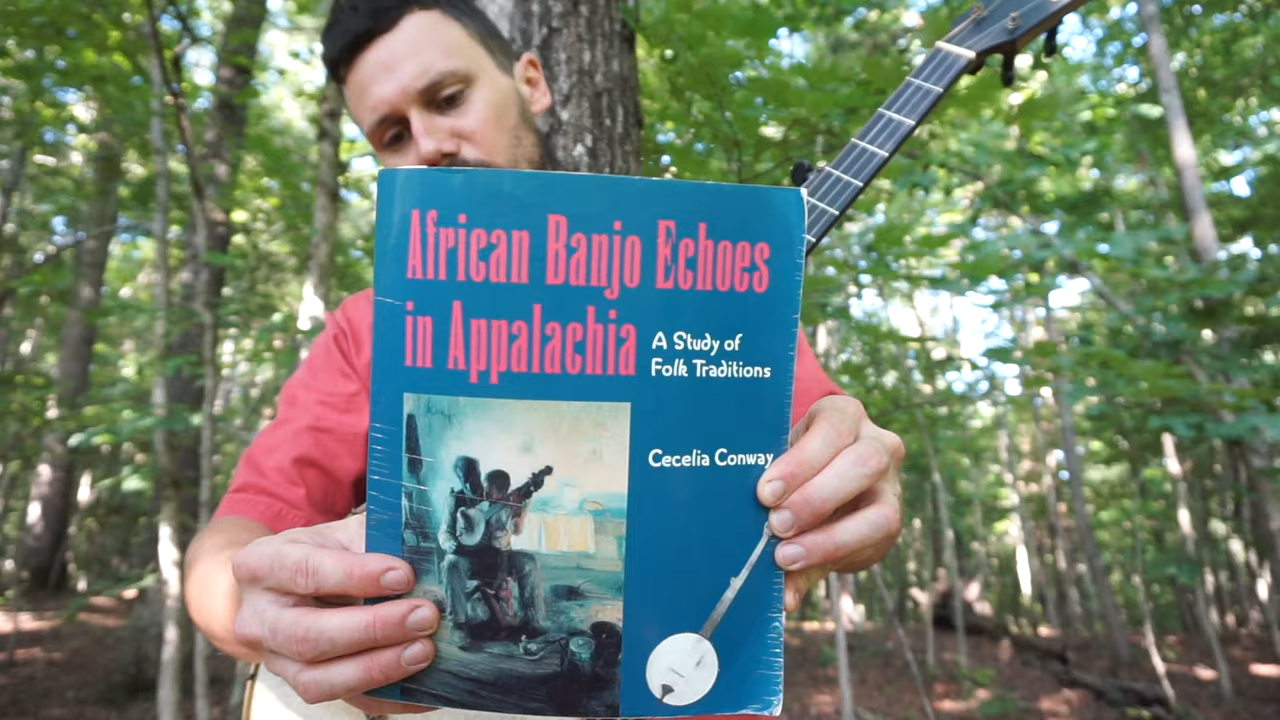 African Banjo Echoes
in Appalachia
A Study of
Folk Traditions
Cecelia Conway